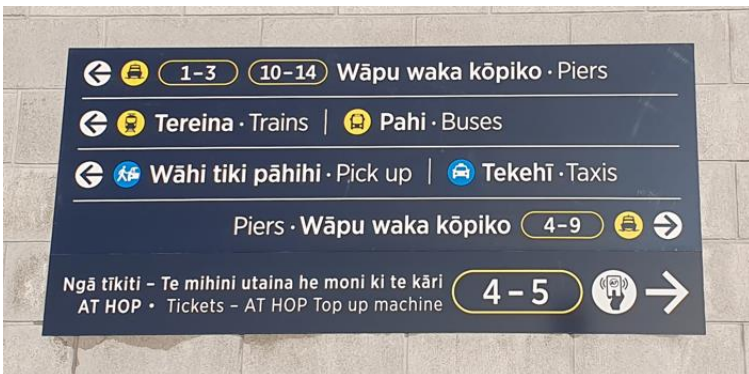 1-3 10-14 Wāpu waka kōpiko · Piers
Tereina · Trains | Pahi · Buses
Wāhi tiki pāhihi · Pick up | Tekehī · Taxis
Piers · Wāpu waka kōpiko 4-9
Ngā tīkiti – Te mihini utaina he moni ki te kāri
AT HOP • Tickets – AT HOP Top up machine
4-5